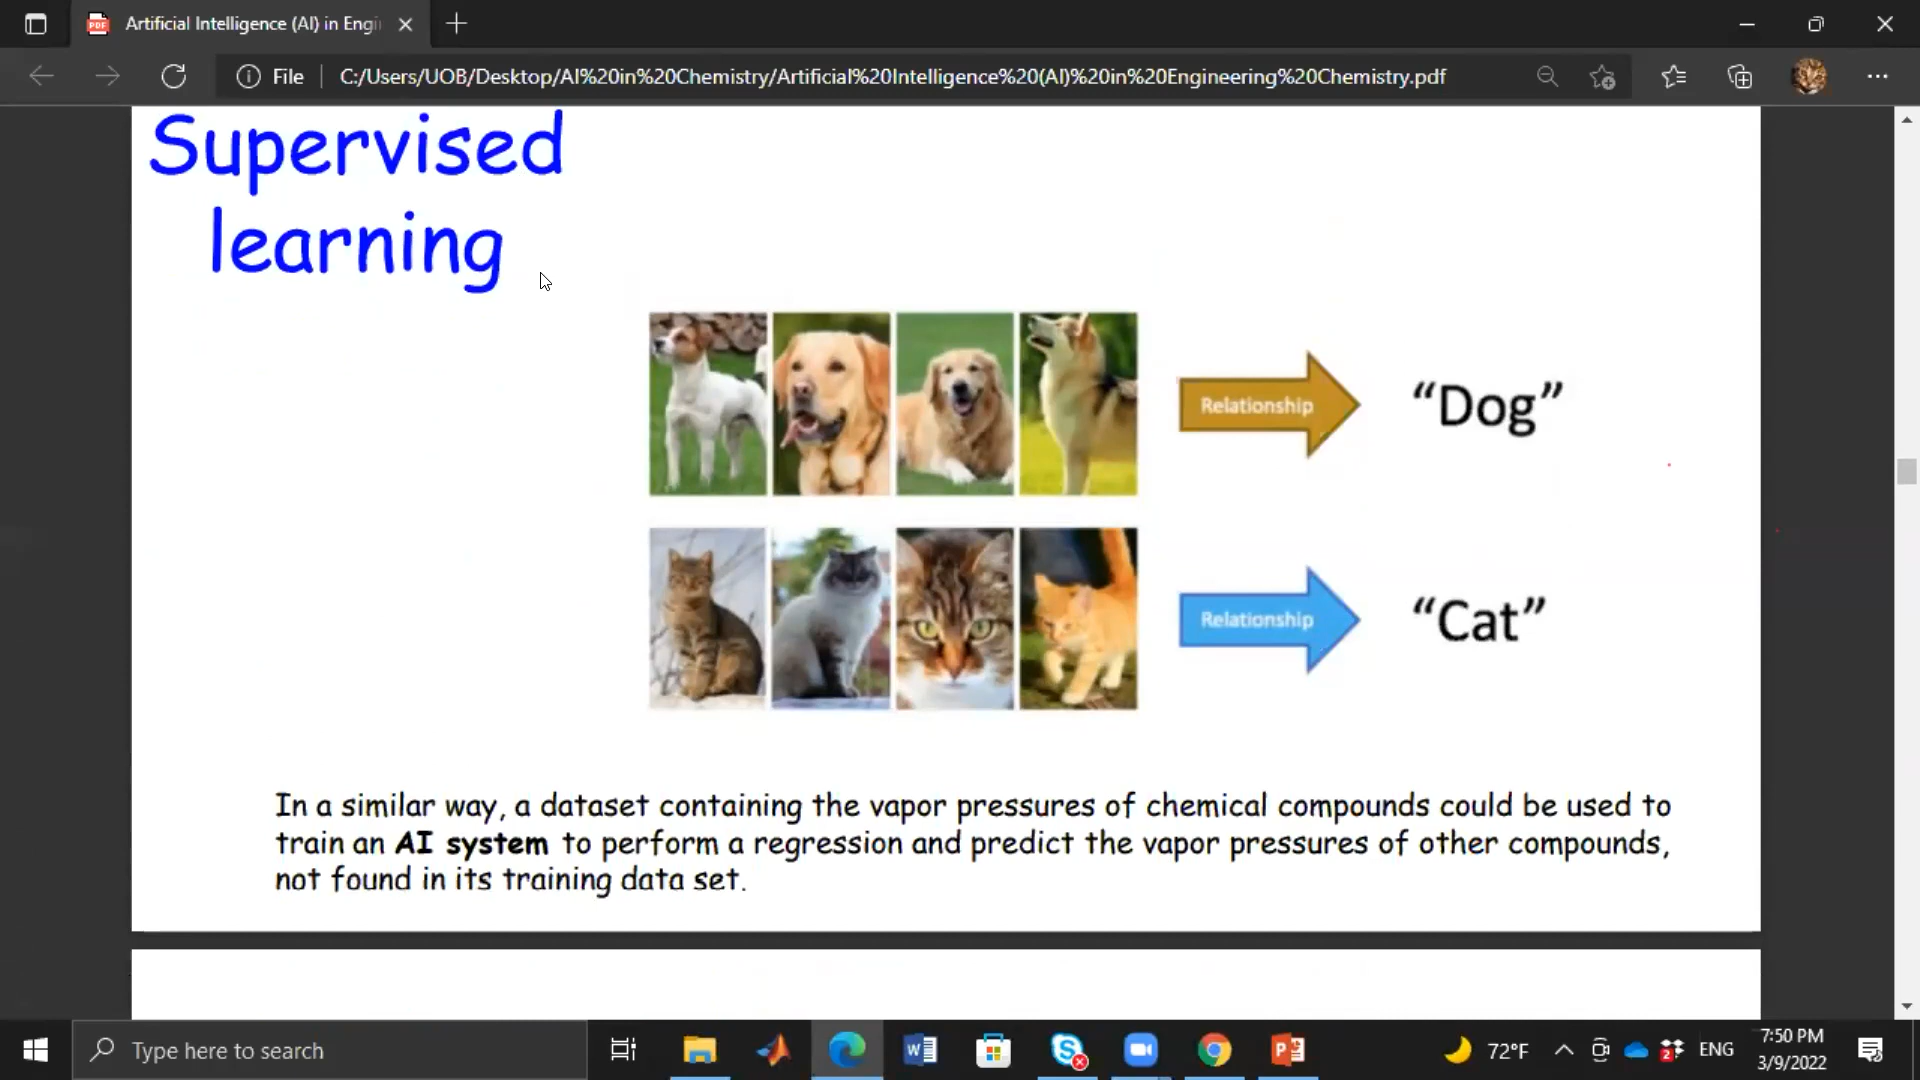 Artificial Intelligence (AI) in Engi
File
C:/Users/UOB/Desktop/AI%20in%20Chemistry/Artificial%20Intelligence%20(AI)%20in%20Engineering%20Chemistry.pdf
Supervised
learning
Relationship
“Dog”
Relationship
“Cat”
In a similar way, a dataset containing the vapor pressures of chemical compounds could be used to
train an AI system to perform a regression and predict the vapor pressures of other compounds,
not found in its training data set.
Type here to search
72°F
ENG
7:50 PM
3/9/2022